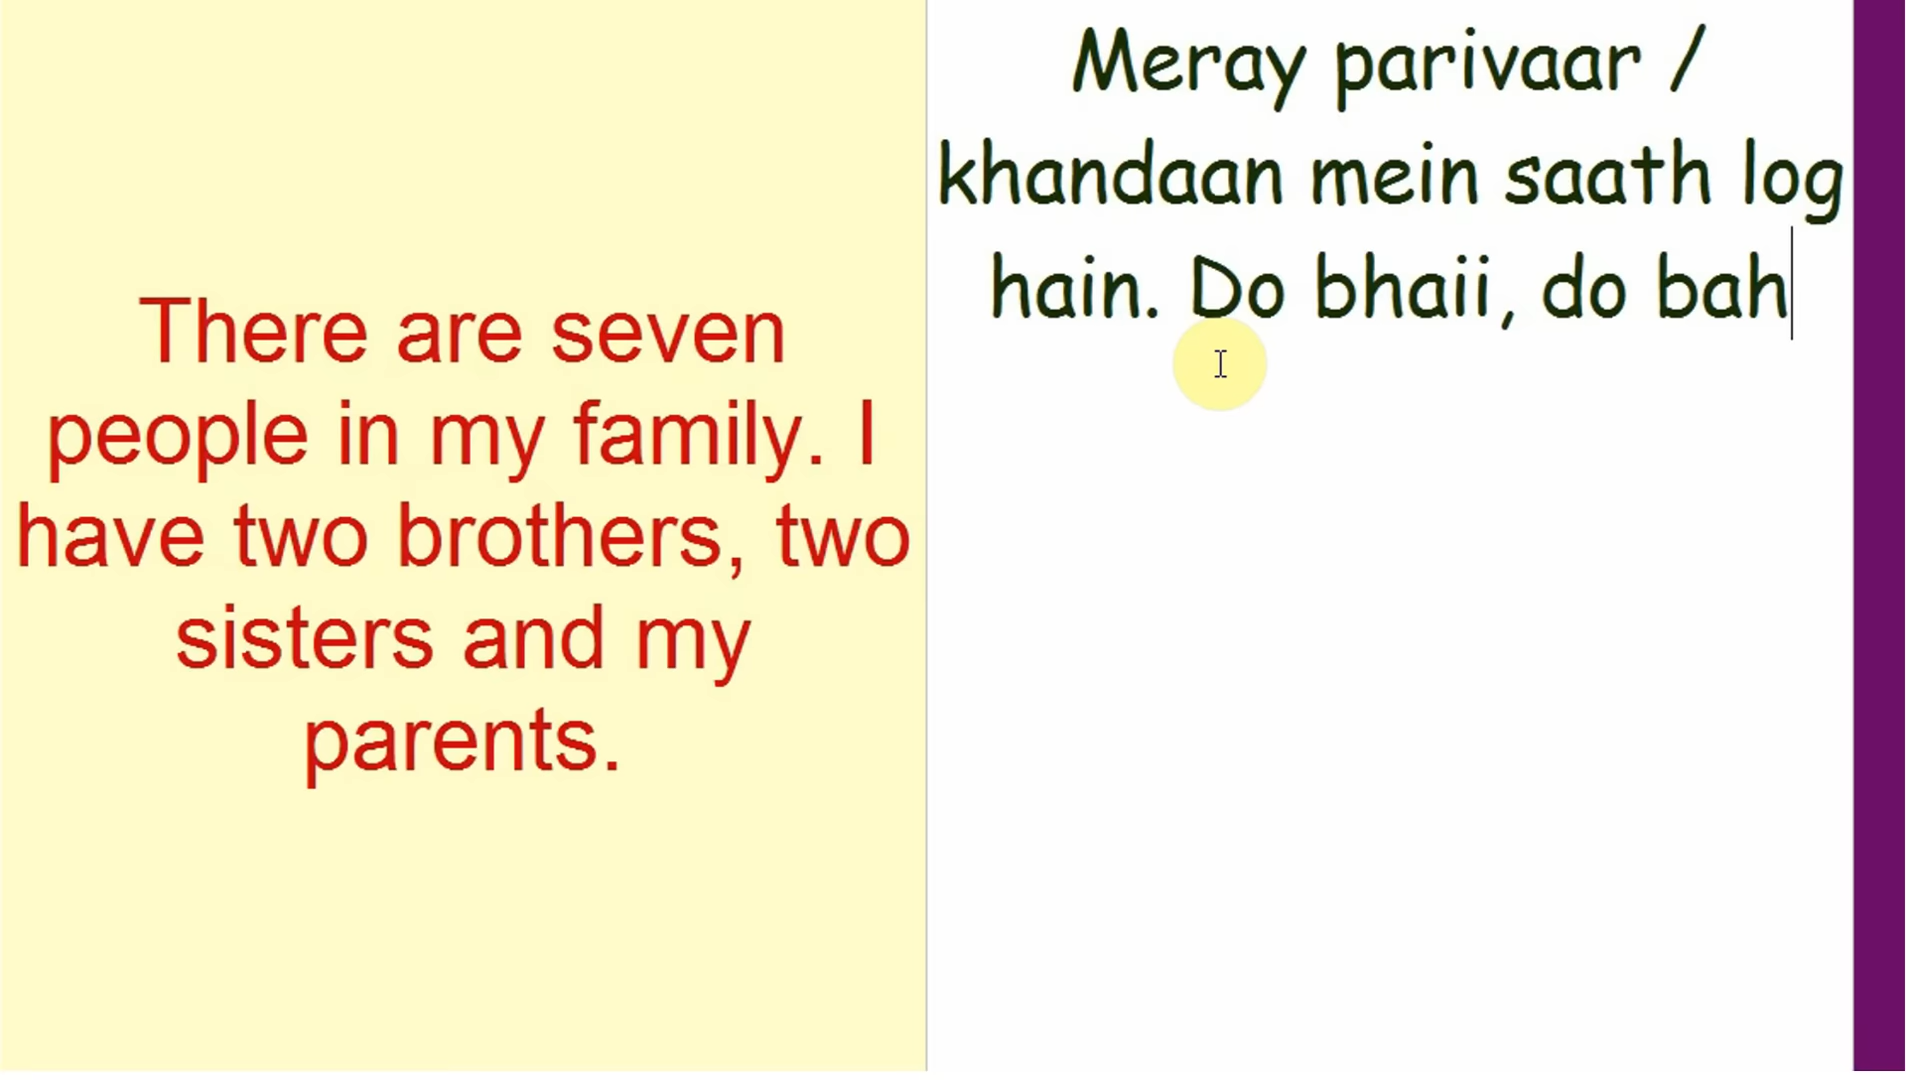 There are seven
people in my family. I
have two brothers, two
sisters and my
parents.
Meray parivaar /
khandaan mein saath log
hain. Do bhaii, do bah